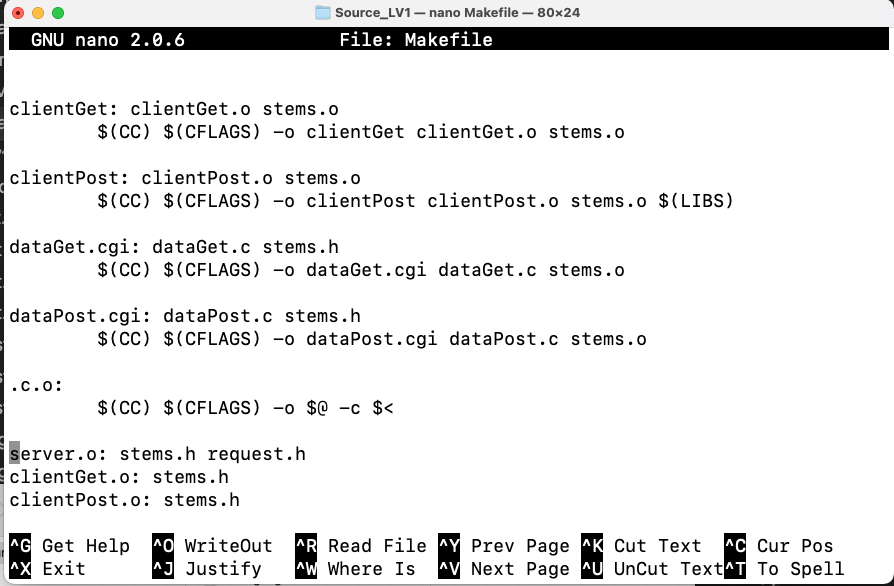 Source_LV1 — nano Makefile — 80×24
GNU nano 2.0.6 File: Makefile
clientGet: clientGet.o stems.o
$(CC) $(CFLAGS) -o clientGet clientGet.o stems.o
clientPost: clientPost.o stems.o
$(CC) $(CFLAGS) -o clientPost clientPost.o stems.o $(LIBS)
dataGet.cgi: dataGet.c stems.h
$(CC) $(CFLAGS) -o dataGet.cgi dataGet.c stems.o
dataPost.cgi: dataPost.c stems.h
$(CC) $(CFLAGS) -o dataPost.cgi dataPost.c stems.o
.c.o:
$(CC) $(CFLAGS) -o $@ -c $<
server.o: stems.h request.h
clientGet.o: stems.h
clientPost.o: stems.h
^G Get Help ^O WriteOut ^R Read File ^Y Prev Page ^K Cut Text ^C Cur Pos
^X Exit ^J Justify ^W Where Is ^V Next Page ^U UnCut Text ^T To Spell